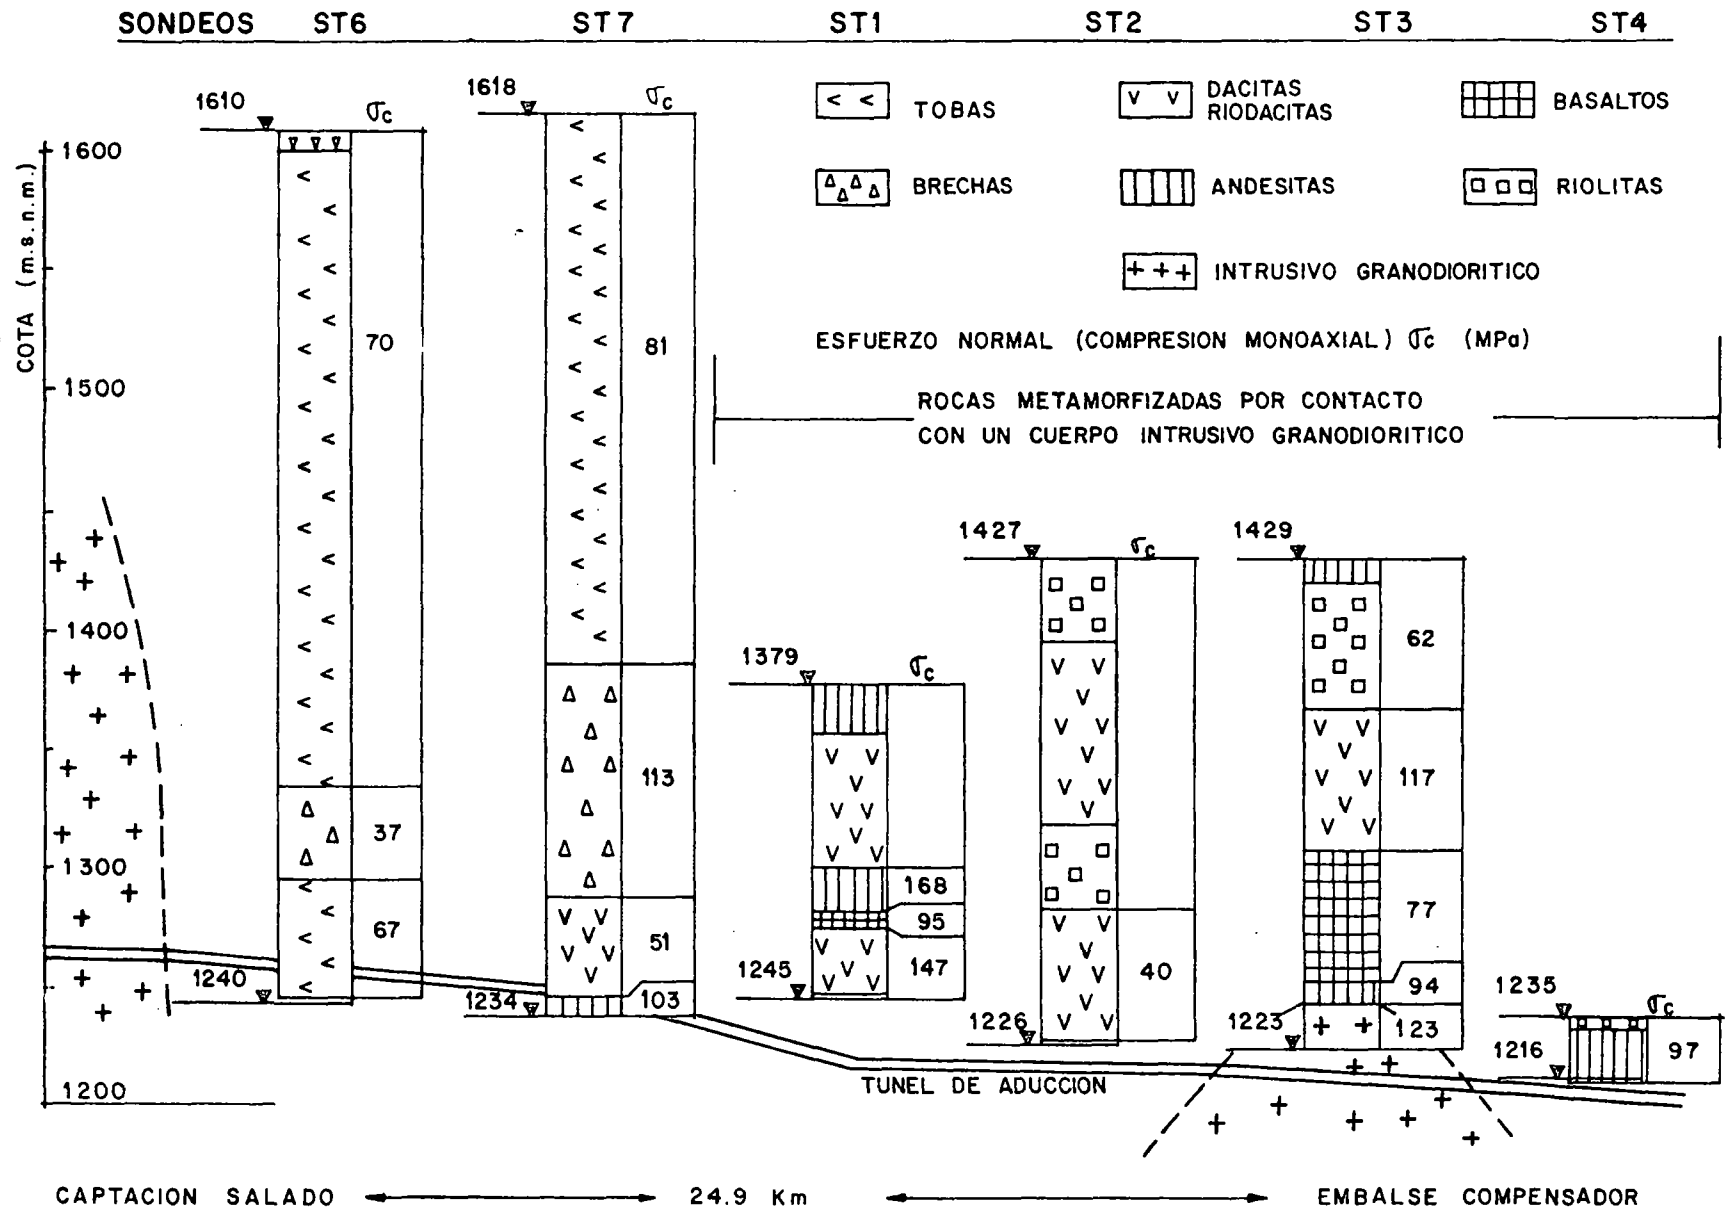 SONDEOS ST6 ST7 ST1 ST2 ST3 ST4
1610 σc
1618 σc
TOBAS
DACITAS
RIODACITAS
BASALTOS
BRECHAS
ANDESITAS
RIOLITAS
INTRUSIVO GRANODIORITICO
ESFUERZO NORMAL (COMPRESION MONOAXIAL) σc (MPa)
ROCAS METAMORFIZADAS POR CONTACTO
CON UN CUERPO INTRUSIVO GRANODIORITICO
COTA (m.s.n.m.)
1600
1500
1400
1300
1200
70
37
67
1240
81
113
51
103
1234
1379 σc
168
95
147
1245
1427 σc
40
1226
1429
62
117
77
94
123
1223
1235 σc
97
1216
TUNEL DE ADUCCION
CAPTACION SALADO 24.9 Km EMBALSE COMPENSADOR